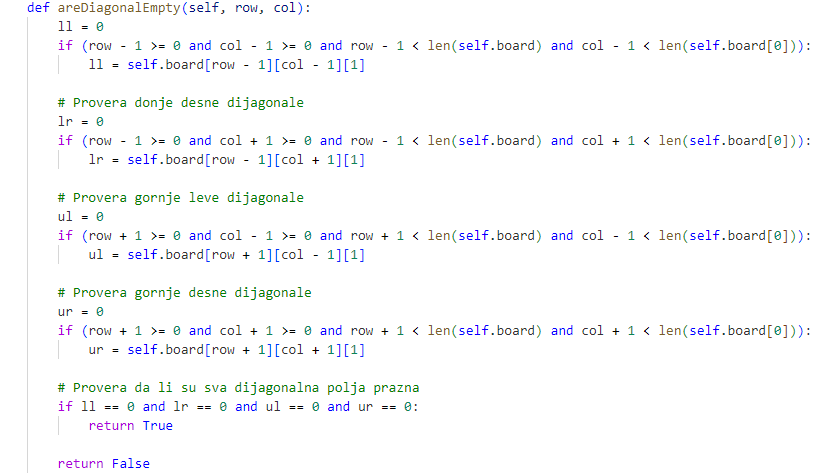 def areDiagonalEmpty(self, row, col):
    ll = 0
    if (row - 1 >= 0 and col - 1 >= 0 and row - 1 < len(self.board) and col - 1 < len(self.board[0])):
        ll = self.board[row - 1][col - 1][1]
    # Provera donje desne dijagonale
    lr = 0
    if (row - 1 >= 0 and col + 1 >= 0 and row - 1 < len(self.board) and col + 1 < len(self.board[0])):
        lr = self.board[row - 1][col + 1][1]
    # Provera gornje leve dijagonale
    ul = 0
    if (row + 1 >= 0 and col - 1 >= 0 and row + 1 < len(self.board) and col - 1 < len(self.board[0])):
        ul = self.board[row + 1][col - 1][1]
    # Provera gornje desne dijagonale
    ur = 0
    if (row + 1 >= 0 and col + 1 >= 0 and row + 1 < len(self.board) and col + 1 < len(self.board[0])):
        ur = self.board[row + 1][col + 1][1]
    # Provera da li su sva dijagonalna polja prazna
    if ll == 0 and lr == 0 and ul == 0 and ur == 0:
        return True
    return False